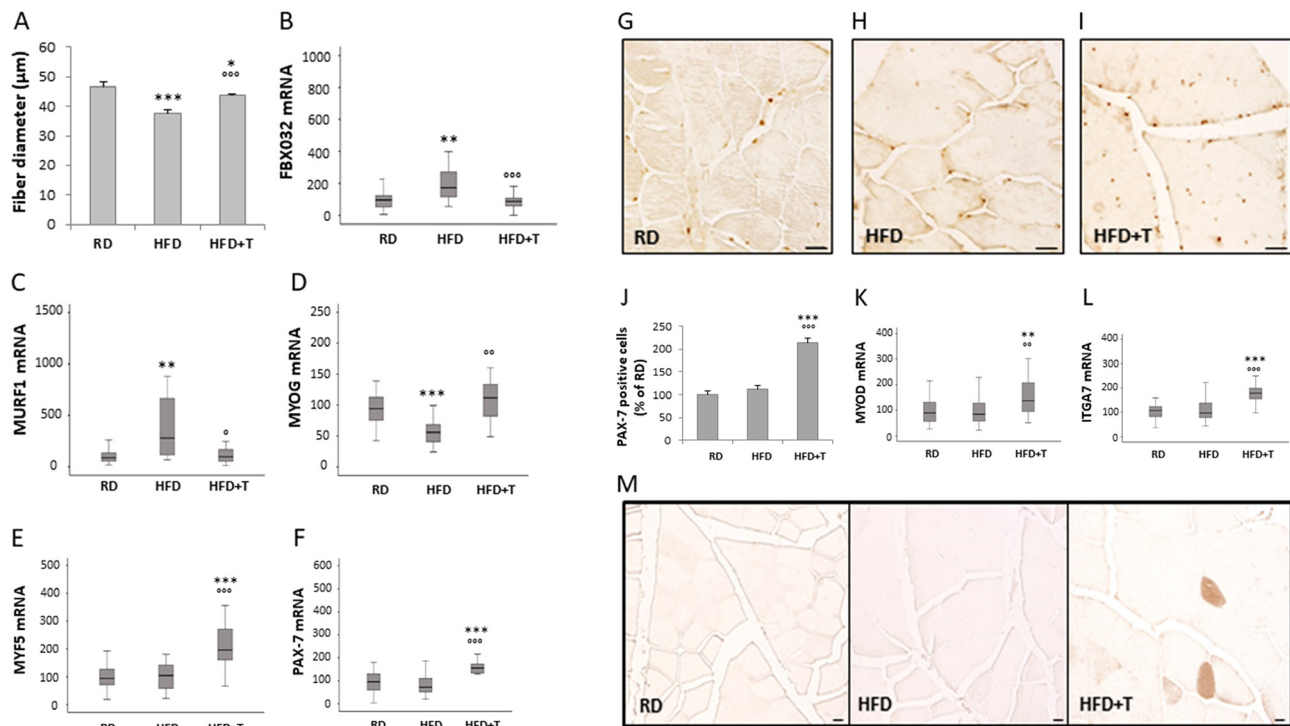 A
Fiber diameter (µm)
60
50
40
30
20
10
0
***
*
°°°
RD HFD HFD+T
B
FBX032 mRNA
1000
800
600
400
200
0
**
°°°
RD HFD HFD+T
C
MURF1 mRNA
1500
1000
500
0
**
°
RD HFD HFD+T
D
MYOG mRNA
250
200
150
100
50
0
***
°°
RD HFD HFD+T
E
MYF5 mRNA
500
400
300
200
100
0
***
°°°
RD HFD HFD+T
F
PAX-7 mRNA
600
500
400
300
200
100
0
***
°°°
RD HFD HFD+T
G
RD
H
HFD
I
HFD+T
J
PAX-7 positive cells
(% of RD)
250
200
150
100
50
0
***
°°°
RD HFD HFD+T
K
MYOD mRNA
400
300
200
100
0
**
°°
RD HFD HFD+T
L
ITGA7 mRNA
400
300
200
100
0
***
°°°
RD HFD HFD+T
M
RD
HFD
HFD+T